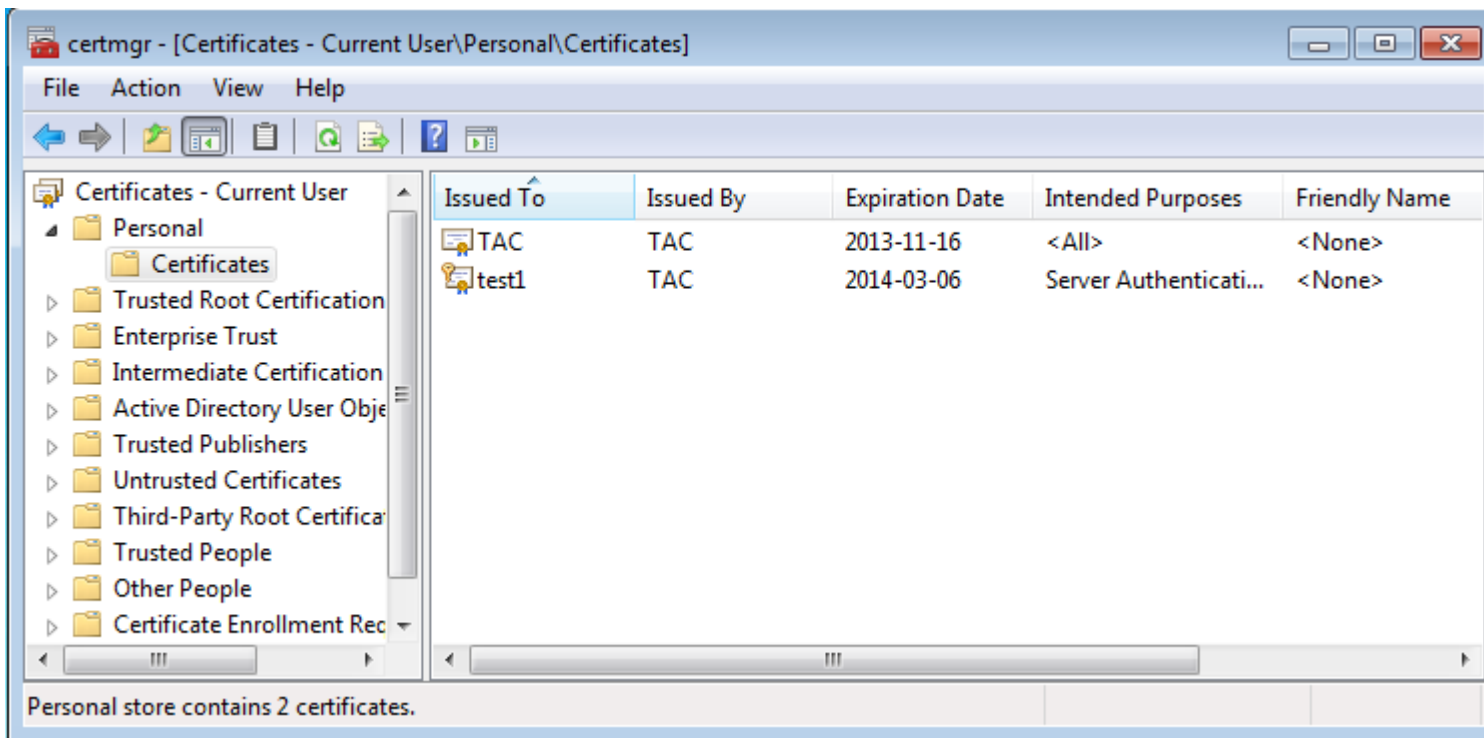 certmgr - [Certificates - Current User\Personal\Certificates]
File Action View Help
Certificates - Current User
Personal
Certificates
Trusted Root Certification
Enterprise Trust
Intermediate Certification
Active Directory User Obje
Trusted Publishers
Untrusted Certificates
Third-Party Root Certifica
Trusted People
Other People
Certificate Enrollment Rec
Issued To Issued By Expiration Date Intended Purposes Friendly Name
TAC TAC 2013-11-16 <All> <None>
test1 TAC 2014-03-06 Server Authenticati... <None>
Personal store contains 2 certificates.